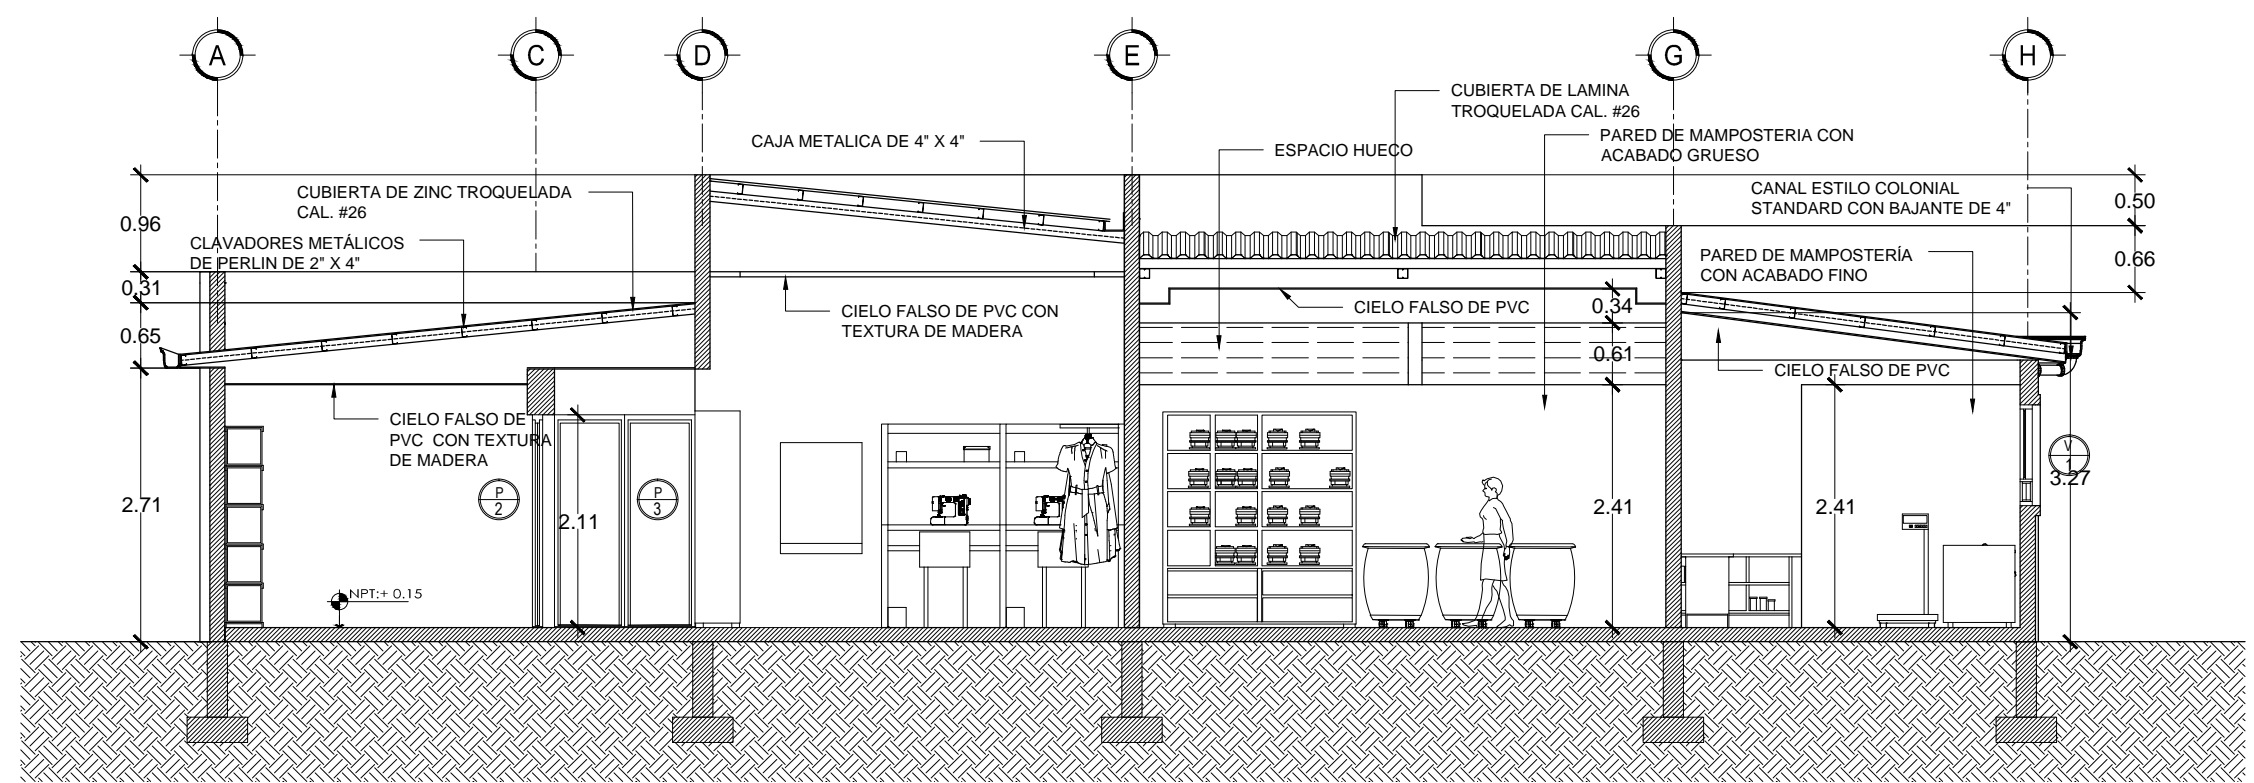 A
C
D
E
G
H
CUBIERTA DE LAMINA
TROQUELADA CAL. #26
CAJA METALICA DE 4" X 4"
ESPACIO HUECO
PARED DE MAMPOSTERIA CON
ACABADO GRUESO
CUBIERTA DE ZINC TROQUELADA
CAL. #26
CANAL ESTILO COLONIAL
STANDARD CON BAJANTE DE 4"
0.50
0.96
CLAVADORES METÁLICOS
DE PERLIN DE 2" X 4"
PARED DE MAMPOSTERÍA
CON ACABADO FINO
0.66
0.31
CIELO FALSO DE PVC CON
TEXTURA DE MADERA
CIELO FALSO DE PVC
0.34
0.65
0.61
CIELO FALSO DE PVC
CIELO FALSO DE
PVC CON TEXTURA
DE MADERA
V
1
3.27
P
2
P
3
2.71
2.11
2.41
2.41
NPT:+ 0.15